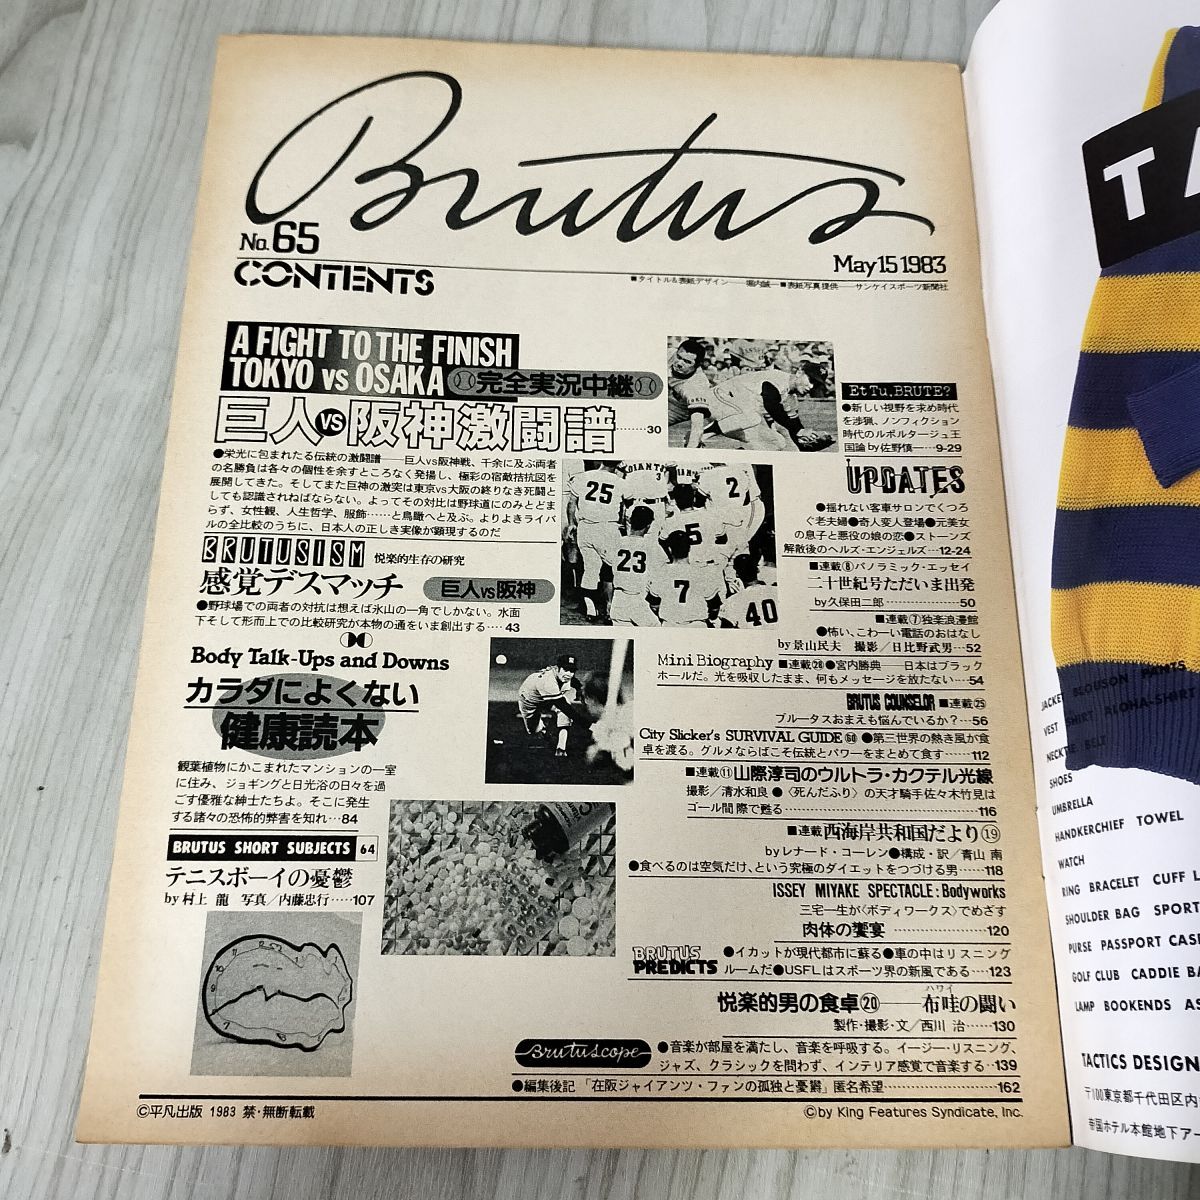 Brutus
No. 65
May 15 1983
CONTENTS
■タイトル&表紙デザイン──堀内誠一■表紙写真提供──サンケイスポーツ新聞社
A FIGHT TO THE FINISH
TOKYO vs OSAKA 完全実況中継
巨人vs阪神激闘譜……30
●栄光に包まれたる伝統の激闘譜──巨人vs阪神戦、千余に及ぶ両者
の名勝負は各々の個性を余すところなく発揮し、極彩の宿敵拮抗図を
展開してきた。そしてまた巨神の激突は東京vs大阪の終りなき死闘と
しても認識されねばならない。よってその対比は野球道にのみとどま
らず、女性観、人生哲学、服飾……と鳥瞰へと及ぶ。よりよきライバ
ルの全比較のうちに、日本人の正しき実像が顕現するのだ
BRUTUSISM 悦楽的生存の研究
感覚デスマッチ 巨人vs阪神
●野球場での両者の対抗は想えば氷山の一角でしかない。水面
下そして形而上での比較研究が本物の通をいま創出する‥‥43
Body Talk-Ups and Downs
カラダによくない
健康読本
観葉植物にかこまれたマンションの一室
に住み、ジョギングと日光浴の日々を過
ごす優雅な紳士たちよ。そこに発生
する諸々の恐怖的弊害を知れ…84
BRUTUS SHORT SUBJECTS 64
テニスボーイの憂鬱
by 村上 龍 写真／内藤忠行……107
Et Tu, BRUTE?
●新しい視野を求め時代
を渉猟、ノンフィクション
時代のルポルタージュ王
国論 by 佐野慎一…9-29
UPDATES
●揺れない客車サロンでくつろ
ぐ老夫婦●奇人変人登場●元美女
の息子と悪役の娘の恋●ストーンズ
解散後のヘルズ・エンジェルズ…12-24
■連載⑧パノラミック・エッセイ
二十世紀号ただいま出発
by 久保田二郎………………50
■連載⑦独楽浪漫館
●怖い、こわーい電話のおはなし
by 景山民夫 撮影／日比野武男…52
Mini Biography ■連載㉘●宮内勝典──日本はブラック
ホールだ。光を吸収したまま、何もメッセージを放たない…54
BRUTUS COUNSELOR ■連載㉕
ブルータスおまえも悩んでいるか？…56
City Slicker's SURVIVAL GUIDE 60 ●第三世界の熱き風が食
卓を渡る。グルメならばこそ伝統とパワーをまとめて食す……112
■連載⑪山際淳司のウルトラ・カクテル光線
撮影／清水和良●〈死んだふり〉の天才騎手佐々木竹見は
ゴール間際で甦る……………………116
■連載 西海岸共和国だより⑲
by レナード・コーレン●構成・訳／青山 南
●食べるのは空気だけ、という究極のダイエットをつづける男……118
ISSEY MIYAKE SPECTACLE: Bodyworks
三宅一生が〈ボディワークス〉でめざす
肉体の饗宴……………120
BRUTUS PREDICTS ●イカットが現代都市に蘇る●車の中はリスニング
ルームだ●USFLはスポーツ界の新風である‥‥123
悦楽的男の食卓⑳──布哇の闘い
ハワイ
製作・撮影・文／西川 治……130
Brutuscope ●音楽が部屋を満たし、音楽を呼吸する。イージー・リスニング、
ジャズ、クラシックを問わず、インテリア感覚で音楽する‥139
●編集後記「在阪ジャイアンツ・ファンの孤独と憂鬱」匿名希望………162
©平凡出版 1983 禁・無断転載
©by King Features Syndicate, Inc.
25
GIANTS
2
23
5
7
40
T A
JACKET BLOUSON PANTS
VEST T-SHIRT ALOHA-SHIRT
NECKTIE BELT
SHOES
UMBRELLA
HANDKERCHIEF TOWEL
WATCH
RING BRACELET CUFF L
SHOULDER BAG SPORT
PURSE PASSPORT CASE
GOLF CLUB CADDIE BA
LAMP BOOKENDS AS
TACTICS DESIGN
〒100東京都千代田区内
帝国ホテル本館地下アー